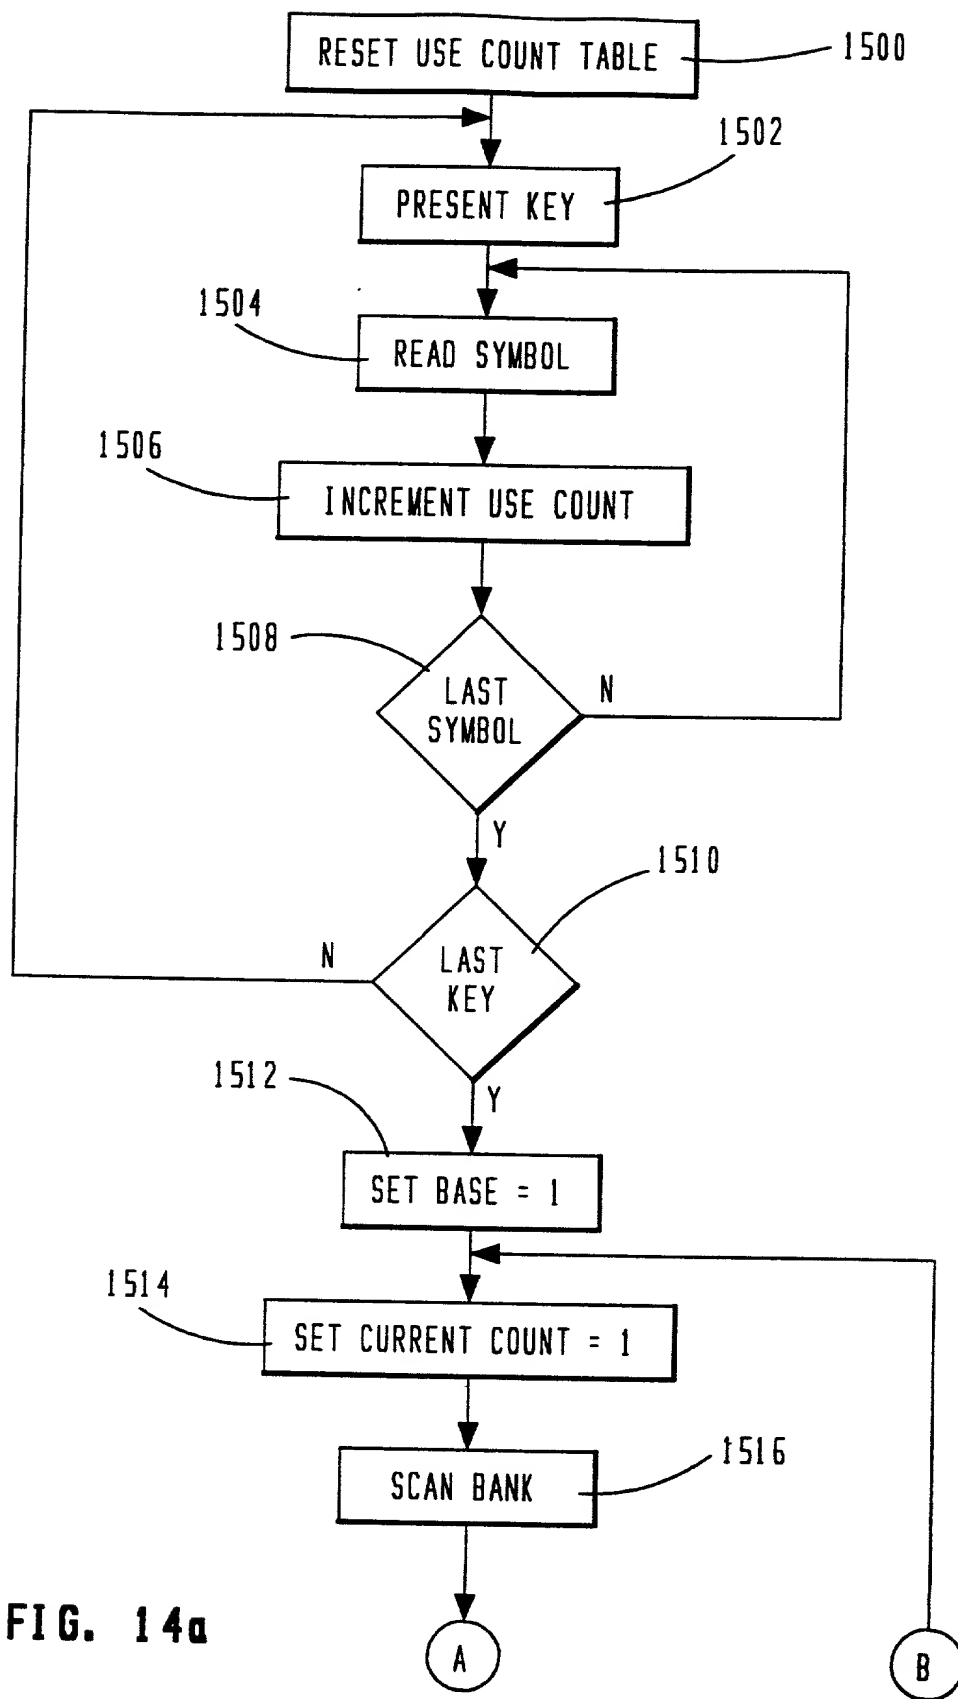 RESET USE COUNT TABLE
1500
1502
PRESENT KEY
1504
READ SYMBOL
1506
INCREMENT USE COUNT
1508
LAST
SYMBOL
N
Y
1510
N
LAST
KEY
1512
Y
SET BASE = 1
1514
SET CURRENT COUNT = 1
1516
SCAN BANK
FIG. 14a
A
B